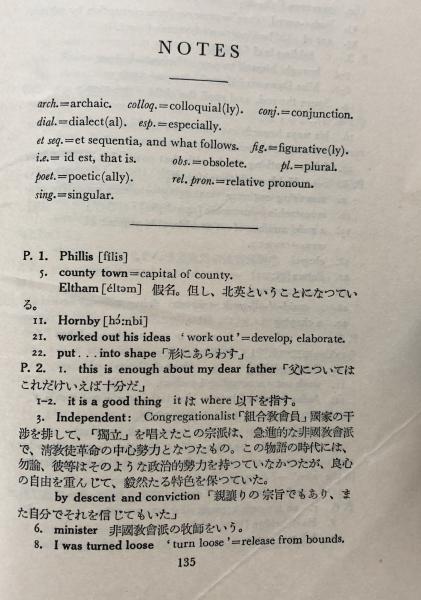 NOTES
arch.=archaic. colloq.=colloquial(ly). conj.=conjunction.
dial.=dialect(al). esp.=especially.
et seq.=et sequentia, and what follows. fig.=figurative(ly).
i.e.= id est, that is. obs.=obsolete. pl.=plural.
poet.=poetic(ally). rel. pron.=relative pronoun.
sing.=singular.
P. 1. Phillis [fílis]
5. county town=capital of county.
Eltham [éltəm] 假名。但し、北英ということになつてい
る。
11. Hornby [hɔ́:nbi]
21. worked out his ideas ‘work out’=develop, elaborate.
22. put...into shape「形にあらわす」
P. 2. 1. this is enough about my dear father「父については
これだけいえば十分だ」
1-2. it is a good thing it は where 以下を指す。
3. Independent: Congregationalist「組合敎會員」國家の干
渉を排して、「獨立」を唱えたこの宗派は、急進的な非國敎會派
で、淸敎徒革命の中心勢力となつたもの。この物語の時代には、
勿論、彼等はそのような政治的勢力を持つていなかつたが、良心
の自由を重んじて、毅然たる特色を保つていた。
by descent and conviction「親讓りの宗旨でもあり、ま
た自分でそれを信じてもいた」
6. minister 非國敎會派の牧師をいう。
8. I was turned loose ‘turn loose’=release from bounds.
135